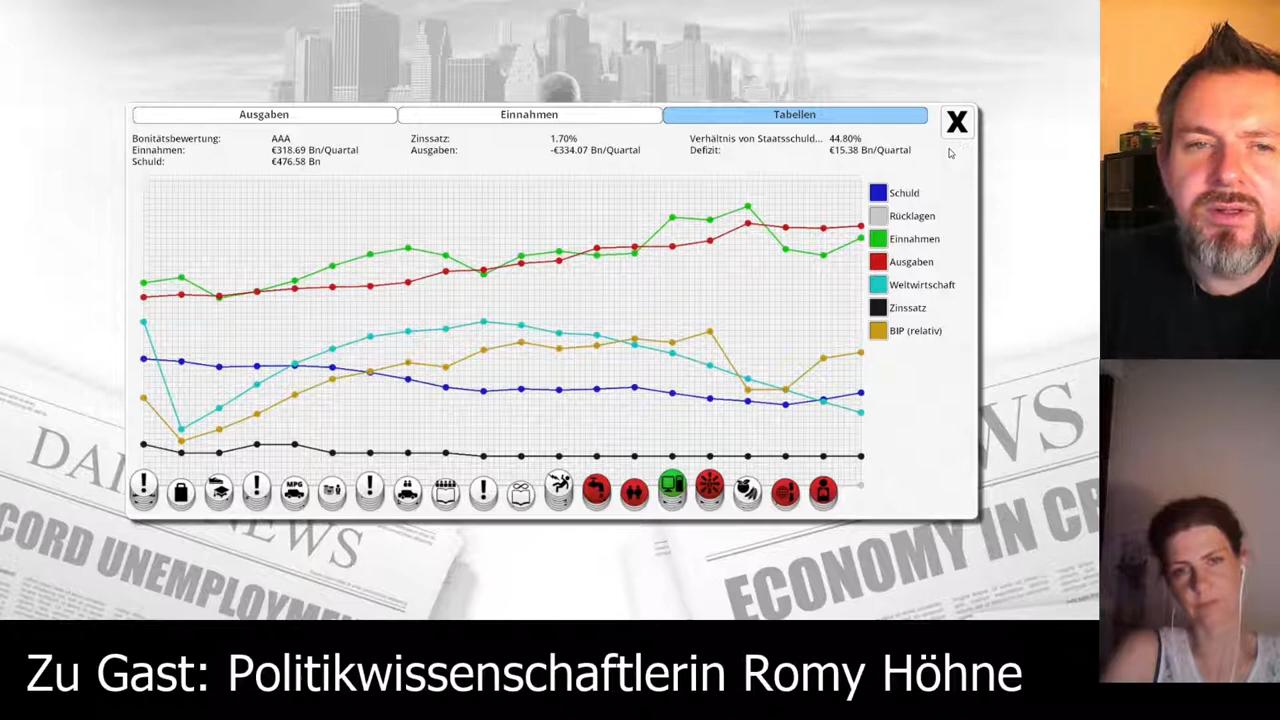 Ausgaben
Einnahmen
Tabellen
X
Bonitätsbewertung: AAA
Zinssatz: 1.70%
Verhältnis von Staatsschuld... 44.80%
Einnahmen: €318.69 Bn/Quartal
Ausgaben: -€334.07 Bn/Quartal
Defizit: €15.38 Bn/Quartal
Schuld: €476.58 Bn
Schuld
Rücklagen
Einnahmen
Ausgaben
Weltwirtschaft
Zinssatz
BIP (relativ)
MPG
DAI
NEWS
CORD UNEMPLOYME
WS
ECONOMY IN CR
Zu Gast: Politikwissenschaftlerin Romy Höhne